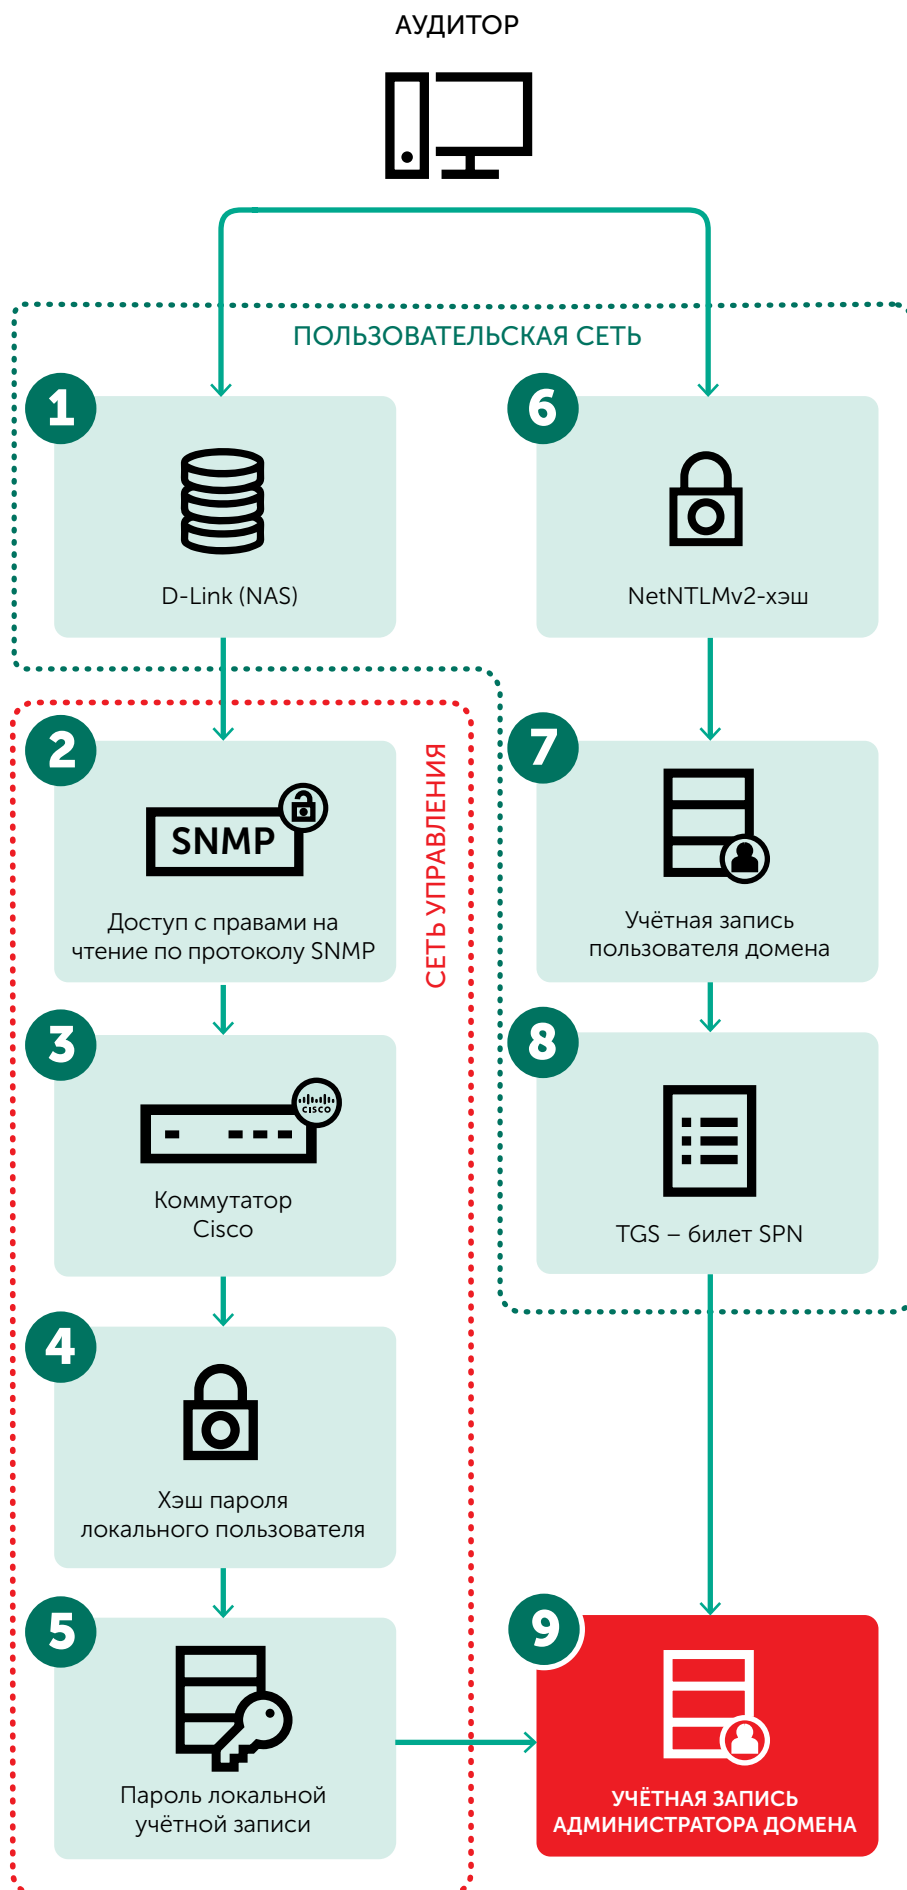 АУДИТОР
ПОЛЬЗОВАТЕЛЬСКАЯ СЕТЬ
1
D-Link (NAS)
6
NetNTLMv2-хэш
СЕТЬ УПРАВЛЕНИЯ
2
SNMP
Доступ с правами на
чтение по протоколу SNMP
7
Учётная запись
пользователя домена
3
CISCO
Коммутатор
Cisco
8
TGS – билет SPN
4
Хэш пароля
локального пользователя
5
Пароль локальной
учётной записи
9
УЧЁТНАЯ ЗАПИСЬ
АДМИНИСТРАТОРА ДОМЕНА